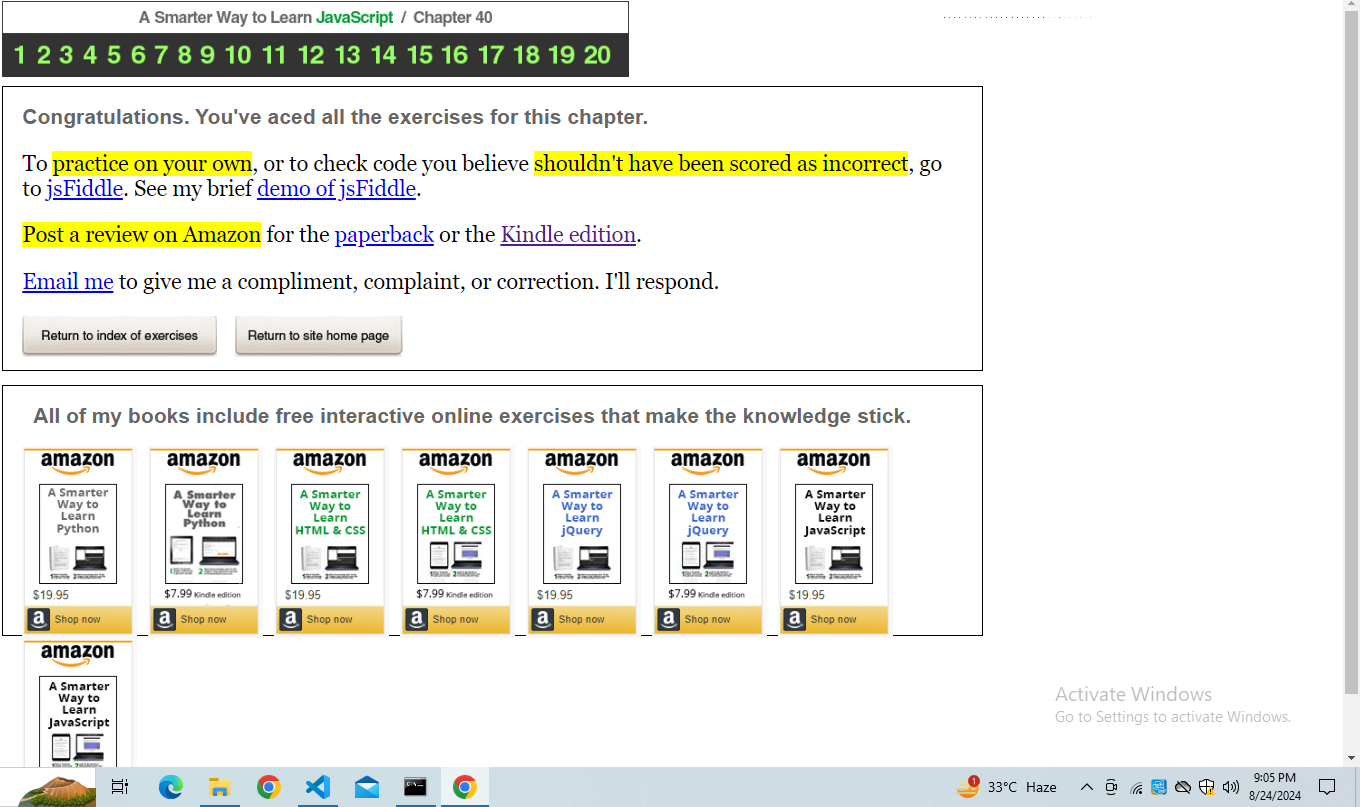 A Smarter Way to Learn JavaScript / Chapter 40
1 2 3 4 5 6 7 8 9 10 11 12 13 14 15 16 17 18 19 20
Congratulations. You've aced all the exercises for this chapter.
To practice on your own, or to check code you believe shouldn't have been scored as incorrect, go
to jsFiddle. See my brief demo of jsFiddle.
Post a review on Amazon for the paperback or the Kindle edition.
Email me to give me a compliment, complaint, or correction. I'll respond.
Return to index of exercises Return to site home page
All of my books include free interactive online exercises that make the knowledge stick.
amazon amazon amazon amazon amazon amazon amazon
A Smarter A Smarter A Smarter A Smarter A Smarter A Smarter A Smarter
Way to Way to Way to Way to Way to Way to Way to
Learn Learn Learn Learn Learn Learn Learn
Python Python HTML & CSS HTML & CSS jQuery jQuery JavaScript
$19.95 $7.99 Kindle edition $19.95 $7.99 Kindle edition $19.95 $7.99 Kindle edition $19.95
a Shop now a Shop now a Shop now a Shop now a Shop now a Shop now a Shop now
amazon
A Smarter
Way to
Learn
JavaScript
Activate Windows
Go to Settings to activate Windows.
1 33°C Haze 9:05 PM
8/24/2024